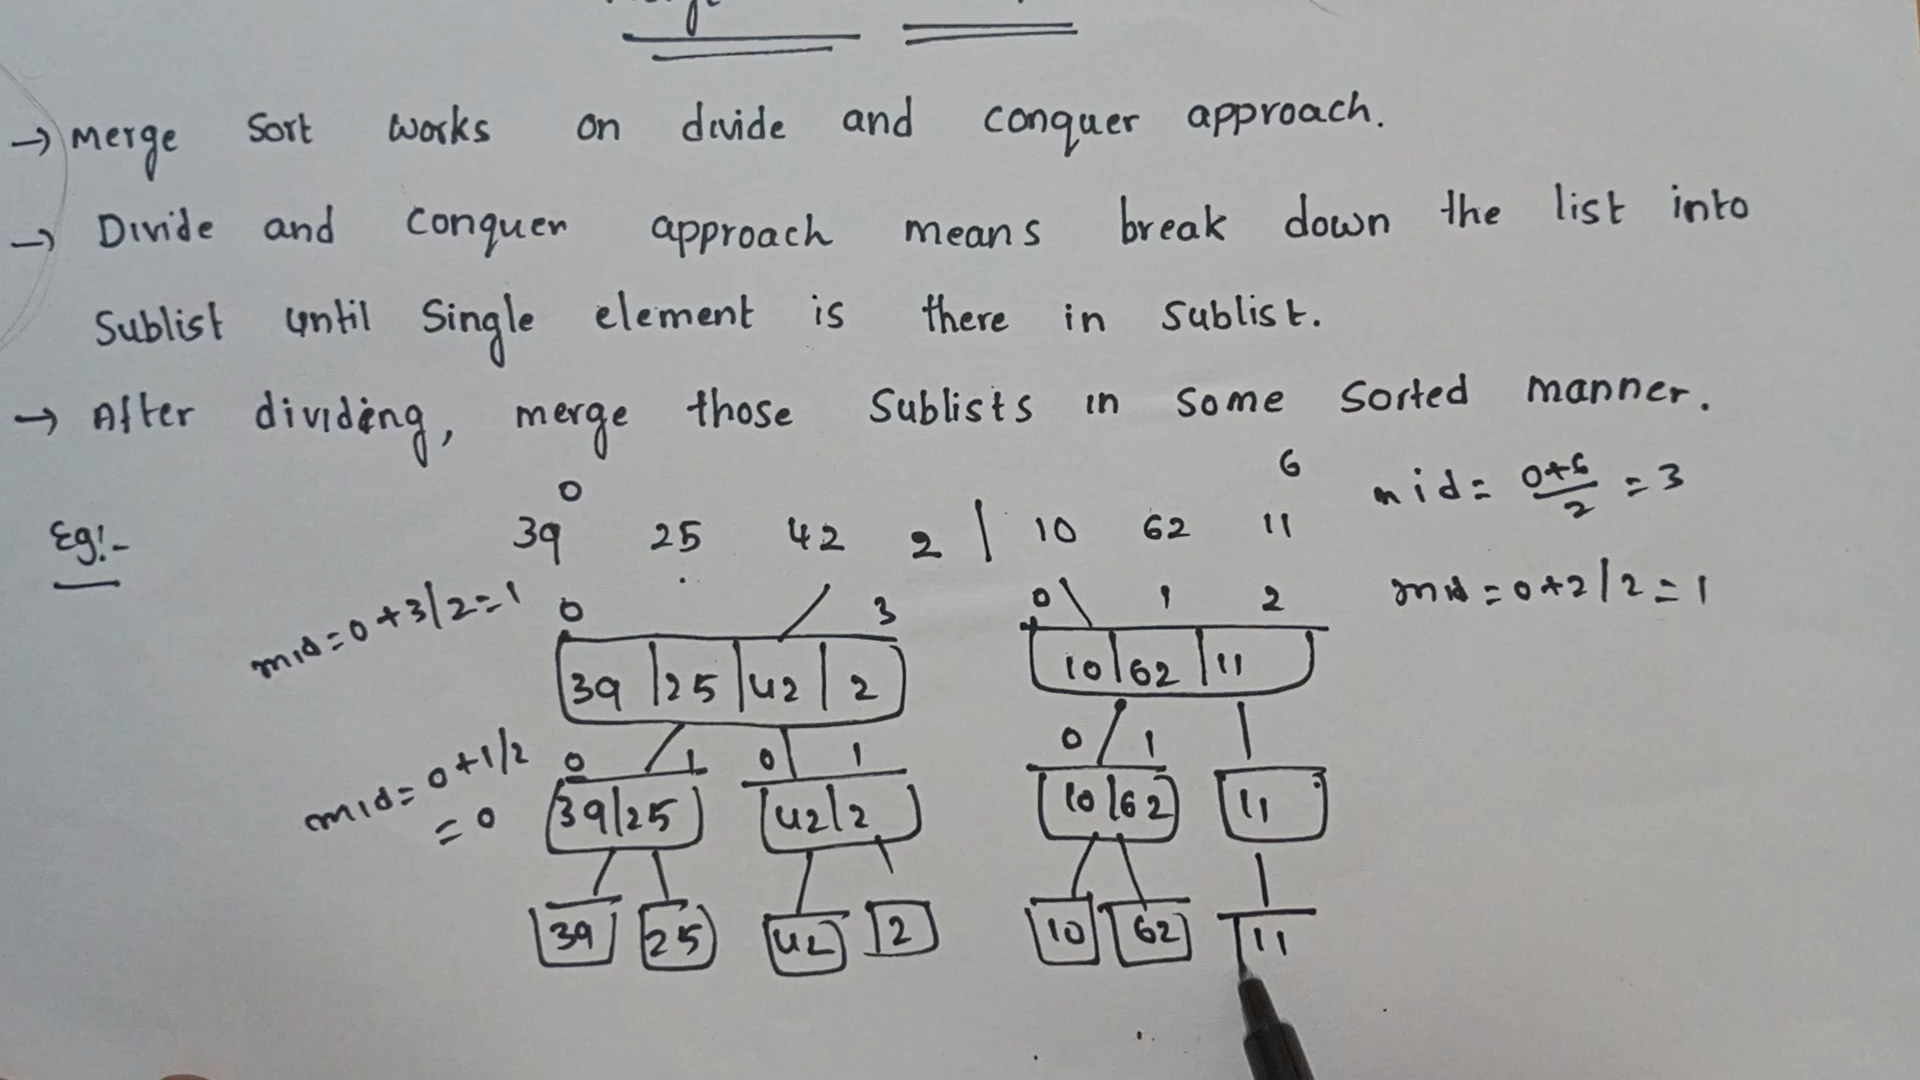 → merge sort works on divide and conquer approach.
→ Divide and conquer approach means break down the list into
Sublist until Single element is there in Sublist.
→ After dividing, merge those Sublists in some sorted manner.
0 6 mid = 0+6/2 = 3
Eg:- 39 25 42 2 | 10 62 11
mid = 0+3/2=1 0 3 0 1 2 mid = 0+2/2 = 1
39 25 42 2 10 62 11
mid = 0+1/2 0 1 0 1 0 1
= 0 39 25 42 2 10 62 11
39 25 42 2 10 62 11